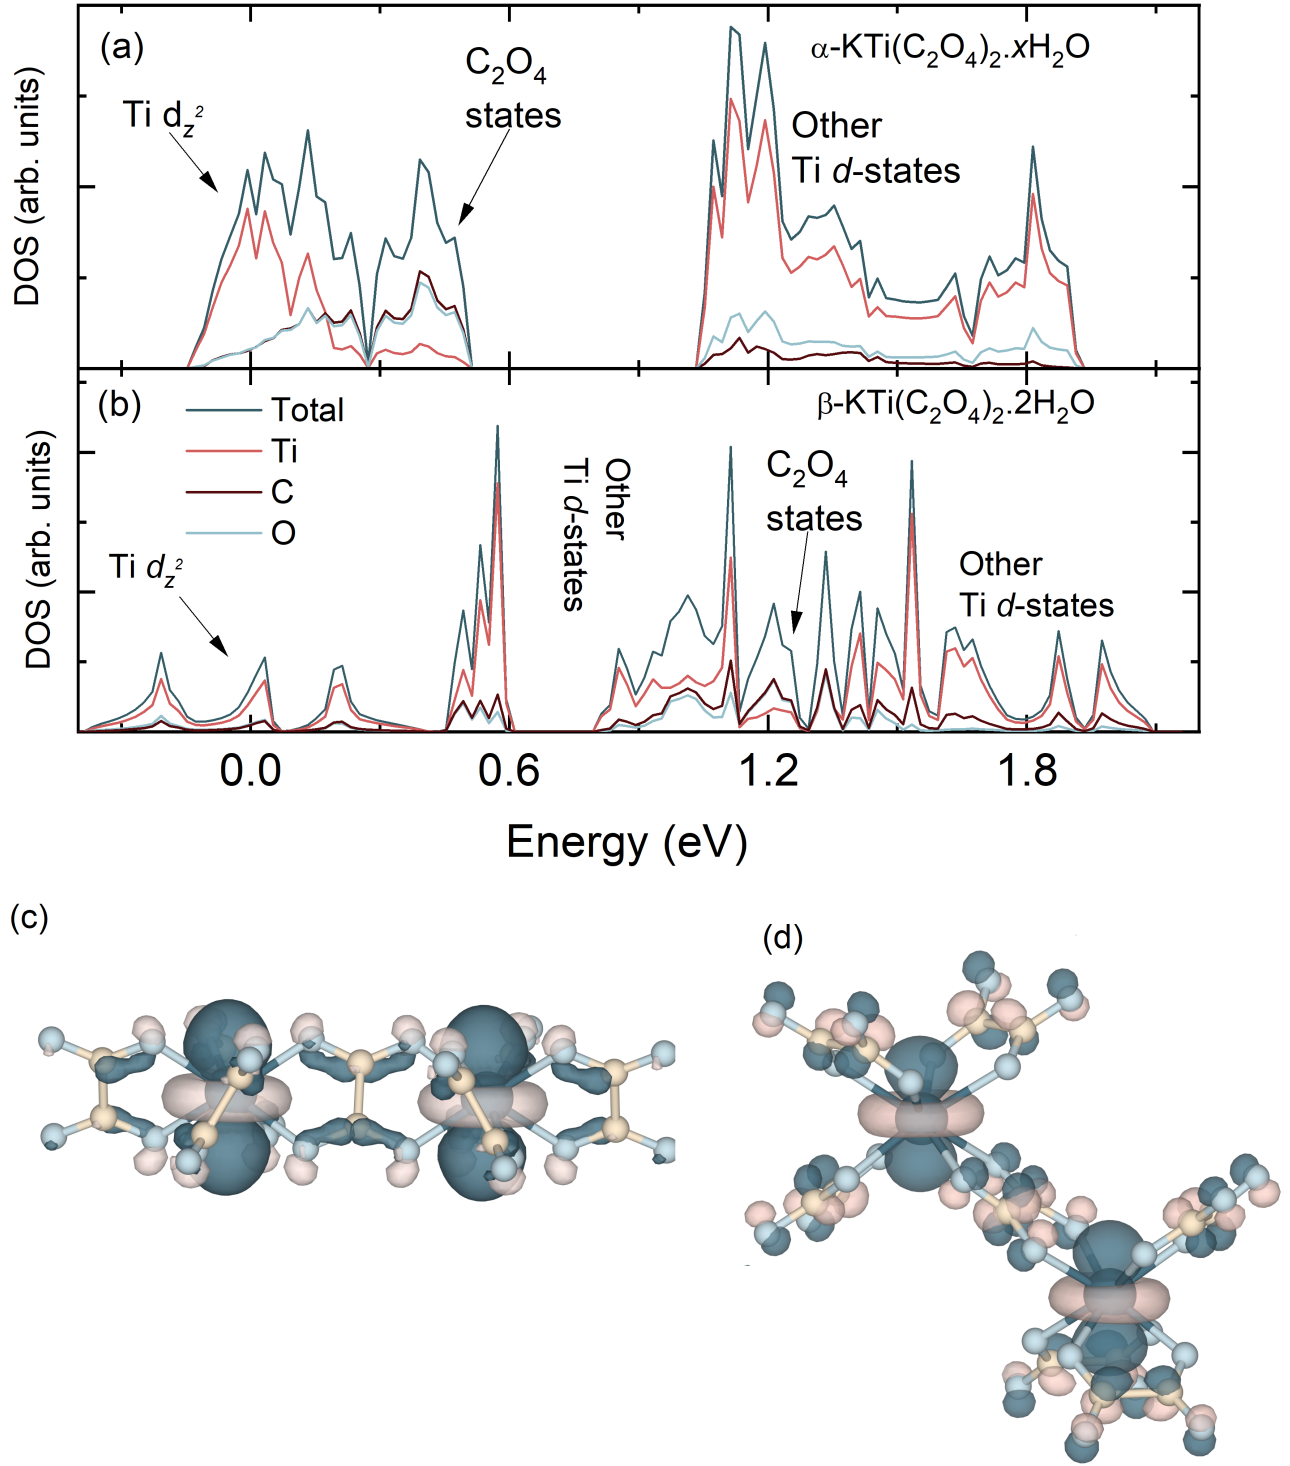 (a)
α-KTi(C₂O₄)₂.xH₂O
C₂O₄
states
Ti d_z²
Other
Ti d-states
DOS (arb. units)
(b)
β-KTi(C₂O₄)₂.2H₂O
Total
Ti
C
O
Other
Ti d-states
C₂O₄
states
Ti d_z²
Other
Ti d-states
DOS (arb. units)
0.0 0.6 1.2 1.8
Energy (eV)
(c)
(d)